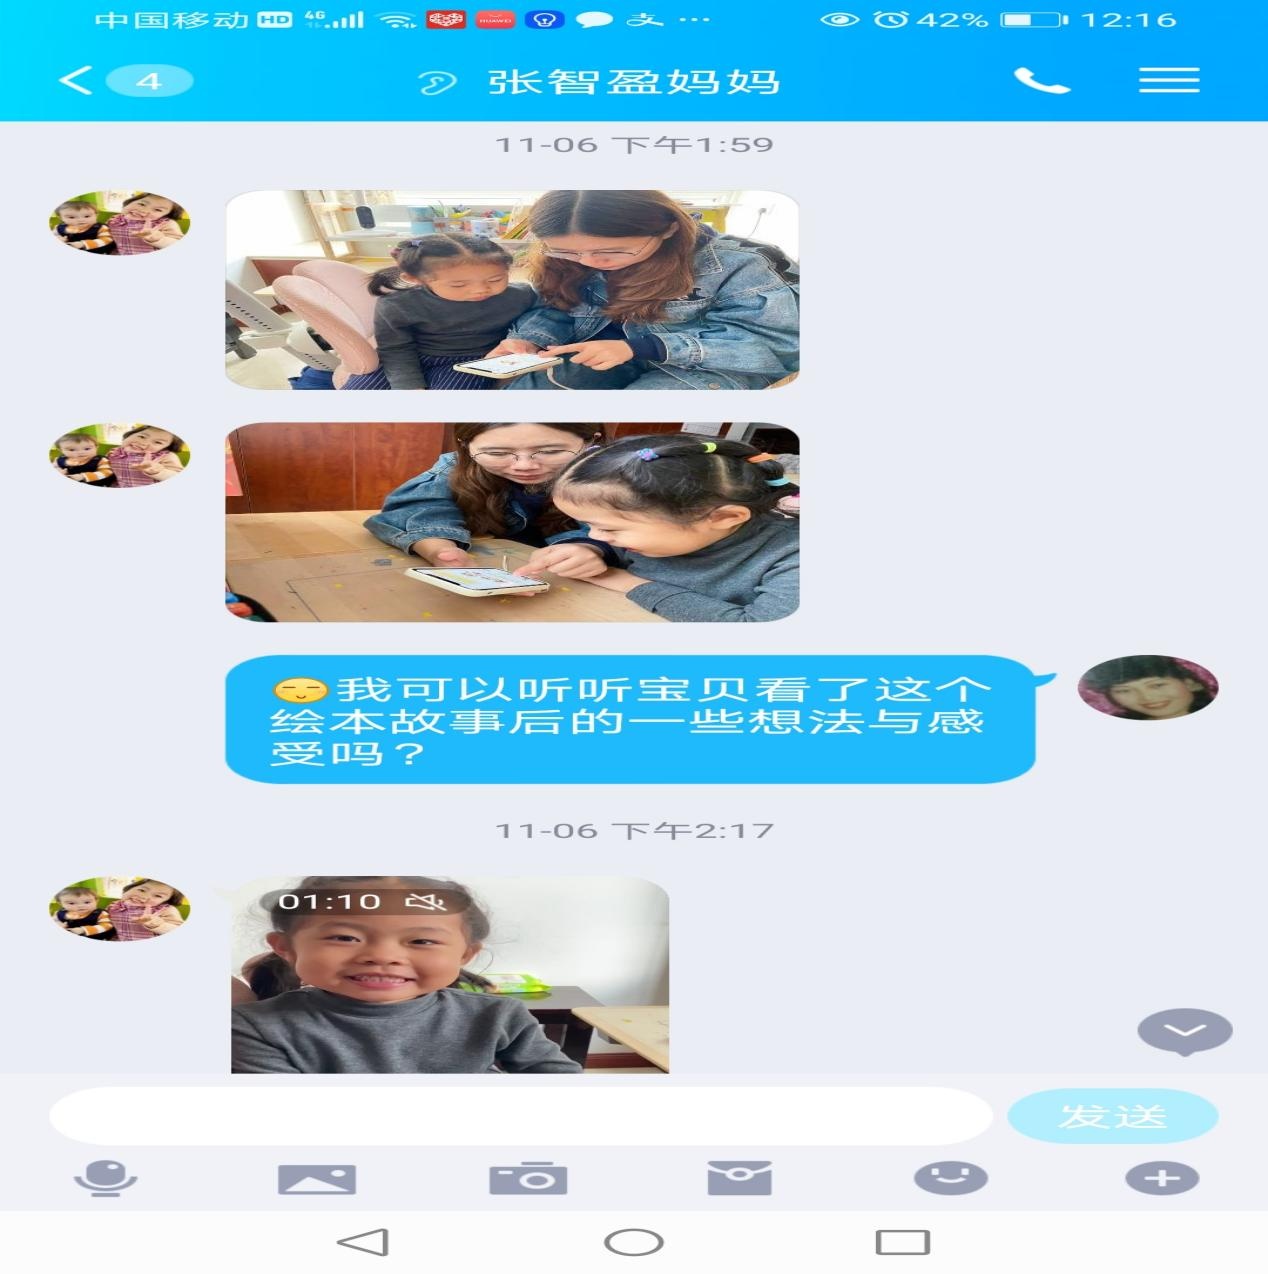 中国移动 HD 4G HUAWEI 42% 12:16
4 张智盈妈妈
11-06 下午1:59
我可以听听宝贝看了这个
绘本故事后的一些想法与感
受吗？
11-06 下午2:17
01:10
发送